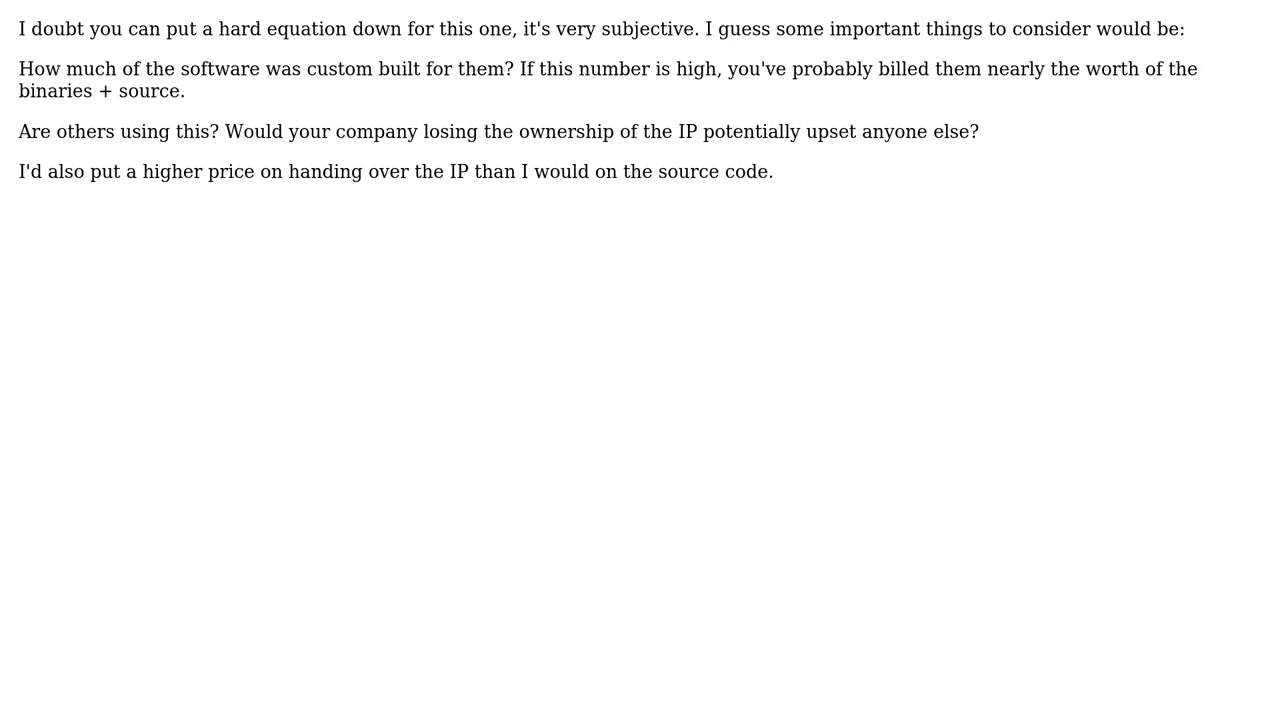 I doubt you can put a hard equation down for this one, it's very subjective. I guess some important things to consider would be:
How much of the software was custom built for them? If this number is high, you've probably billed them nearly the worth of the
binaries + source.
Are others using this? Would your company losing the ownership of the IP potentially upset anyone else?
I'd also put a higher price on handing over the IP than I would on the source code.